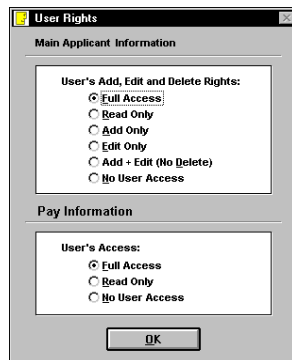 User Rights
Main Applicant Information
User's Add, Edit and Delete Rights:
Full Access
Read Only
Add Only
Edit Only
Add + Edit (No Delete)
No User Access
Pay Information
User's Access:
Full Access
Read Only
No User Access
OK